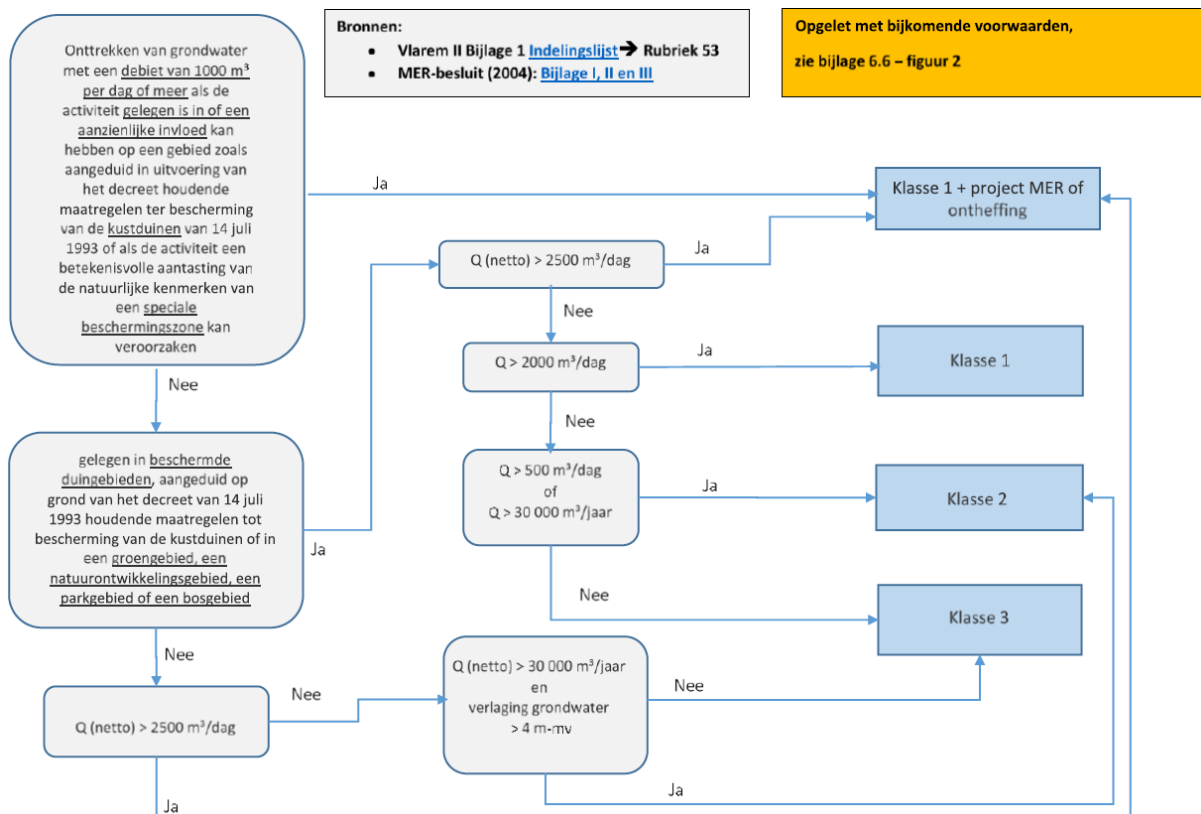 Bronnen:
• Vlarem II Bijlage 1 Indelingslijst➔ Rubriek 53
• MER-besluit (2004): Bijlage I, II en III
Opgelet met bijkomende voorwaarden,
zie bijlage 6.6 – figuur 2
Onttrekken van grondwater
met een debiet van 1000 m³
per dag of meer als de
activiteit gelegen is in of een
aanzienlijke invloed kan
hebben op een gebied zoals
aangeduid in uitvoering van
het decreet houdende
maatregelen ter bescherming
van de kustduinen van 14 juli
1993 of als de activiteit een
betekenisvolle aantasting van
de natuurlijke kenmerken van
een speciale
beschermingszone kan
veroorzaken
Ja
Klasse 1 + project MER of
ontheffing
Q (netto) > 2500 m³/dag
Ja
Nee
Q > 2000 m³/dag
Ja
Klasse 1
Nee
Nee
gelegen in beschermde
duingebieden, aangeduid op
grond van het decreet van 14 juli
1993 houdende maatregelen tot
bescherming van de kustduinen of in
een groengebied, een
natuurontwikkelingsgebied, een
parkgebied of een bosgebied
Ja
Q > 500 m³/dag
of
Q > 30 000 m³/jaar
Ja
Klasse 2
Nee
Klasse 3
Nee
Q (netto) > 2500 m³/dag
Nee
Q (netto) > 30 000 m³/jaar
en
verlaging grondwater
> 4 m-mv
Nee
Ja
Ja